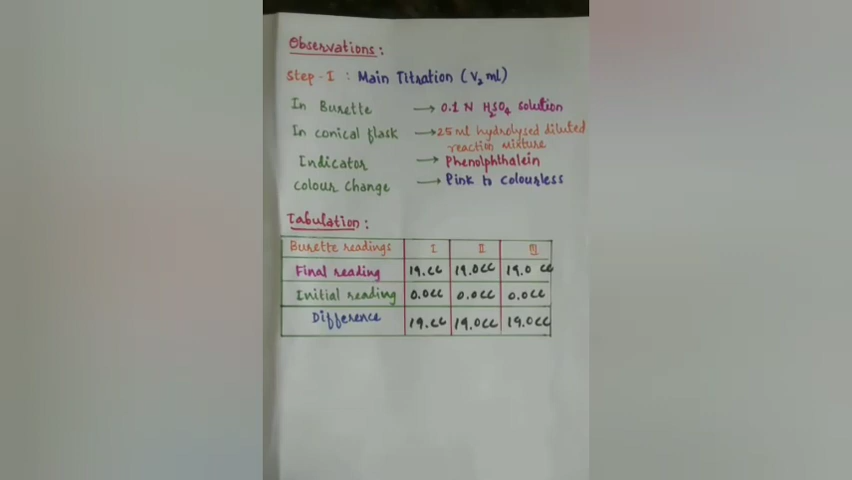 Observations:
Step-I : Main Titration (V₂ ml)
In Burette → 0.1 N H₂SO₄ solution
In conical flask → 25 ml hydrolysed diluted
reaction mixture
Indicator → Phenolphthalein
Colour change → Pink to colourless
Tabulation:
Burette readings I II III
Final reading 19.cc 19.0cc 19.0 cc
Initial reading 0.0cc 0.0cc 0.0cc
Difference 19.cc 19.0cc 19.0cc